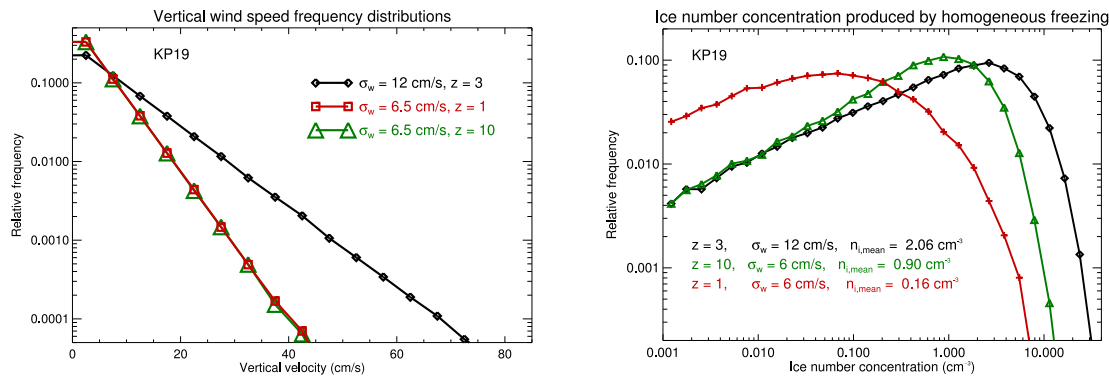 Vertical wind speed frequency distributions
KP19
σw = 12 cm/s, z = 3
σw = 6.5 cm/s, z = 1
σw = 6.5 cm/s, z = 10
Relative frequency
0.1000
0.0100
0.0010
0.0001
0 20 40 60 80
Vertical velocity (cm/s)
Ice number concentration produced by homogeneous freezing
KP19
Relative frequency
0.100
0.010
0.001
z = 3, σw = 12 cm/s, ni,mean = 2.06 cm⁻³
z = 10, σw = 6 cm/s, ni,mean = 0.90 cm⁻³
z = 1, σw = 6 cm/s, ni,mean = 0.16 cm⁻³
0.001 0.010 0.100 1.000 10.000
Ice number concentration (cm⁻³)